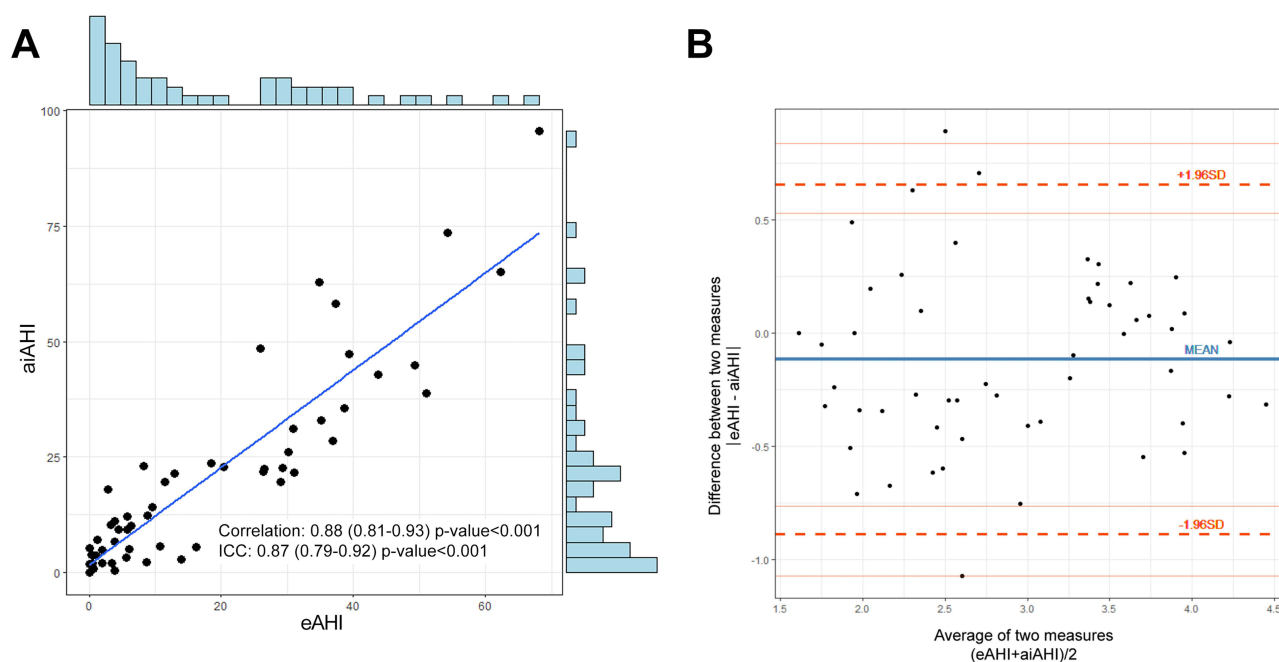 A
B
100
75
50
25
0
aiAHI
Correlation: 0.88 (0.81-0.93) p-value<0.001
ICC: 0.87 (0.79-0.92) p-value<0.001
0
20
40
60
eAHI
Difference between two measures
|eAHI - aiAHI|
0.5
0.0
-0.5
-1.0
+1.96SD
MEAN
-1.96SD
1.5
2.0
2.5
3.0
3.5
4.0
4.5
Average of two measures
(eAHI+aiAHI)/2